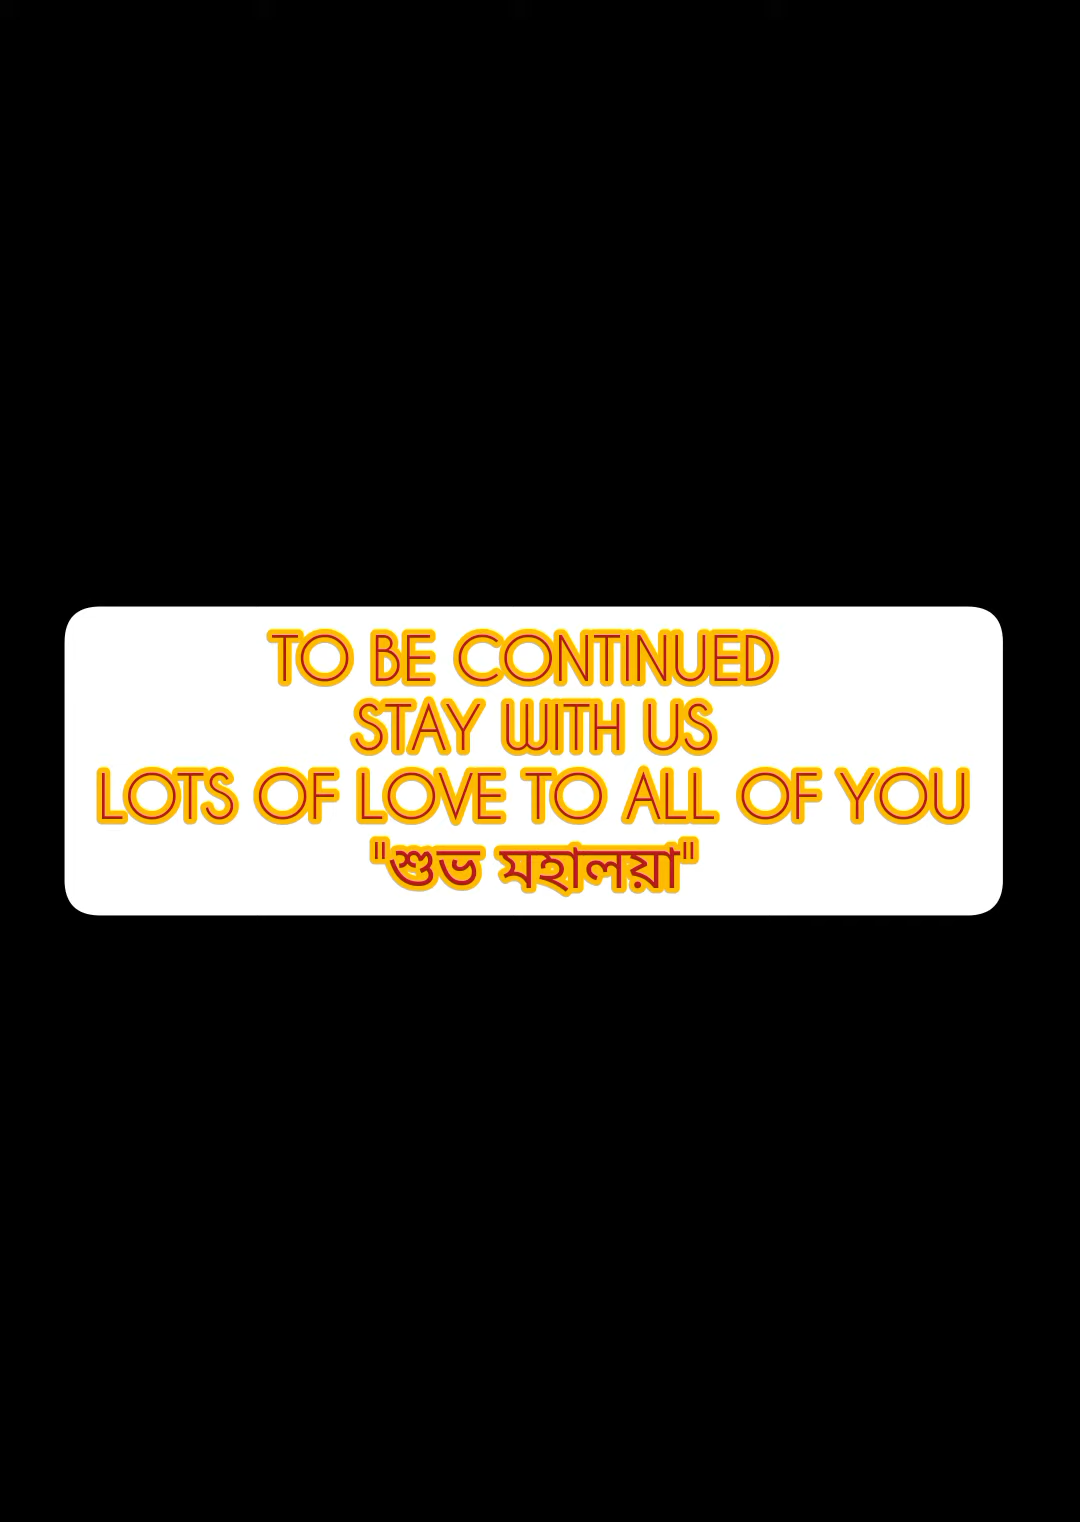 TO BE CONTINUED
STAY WITH US
LOTS OF LOVE TO ALL OF YOU
"শুভ মহালয়া"